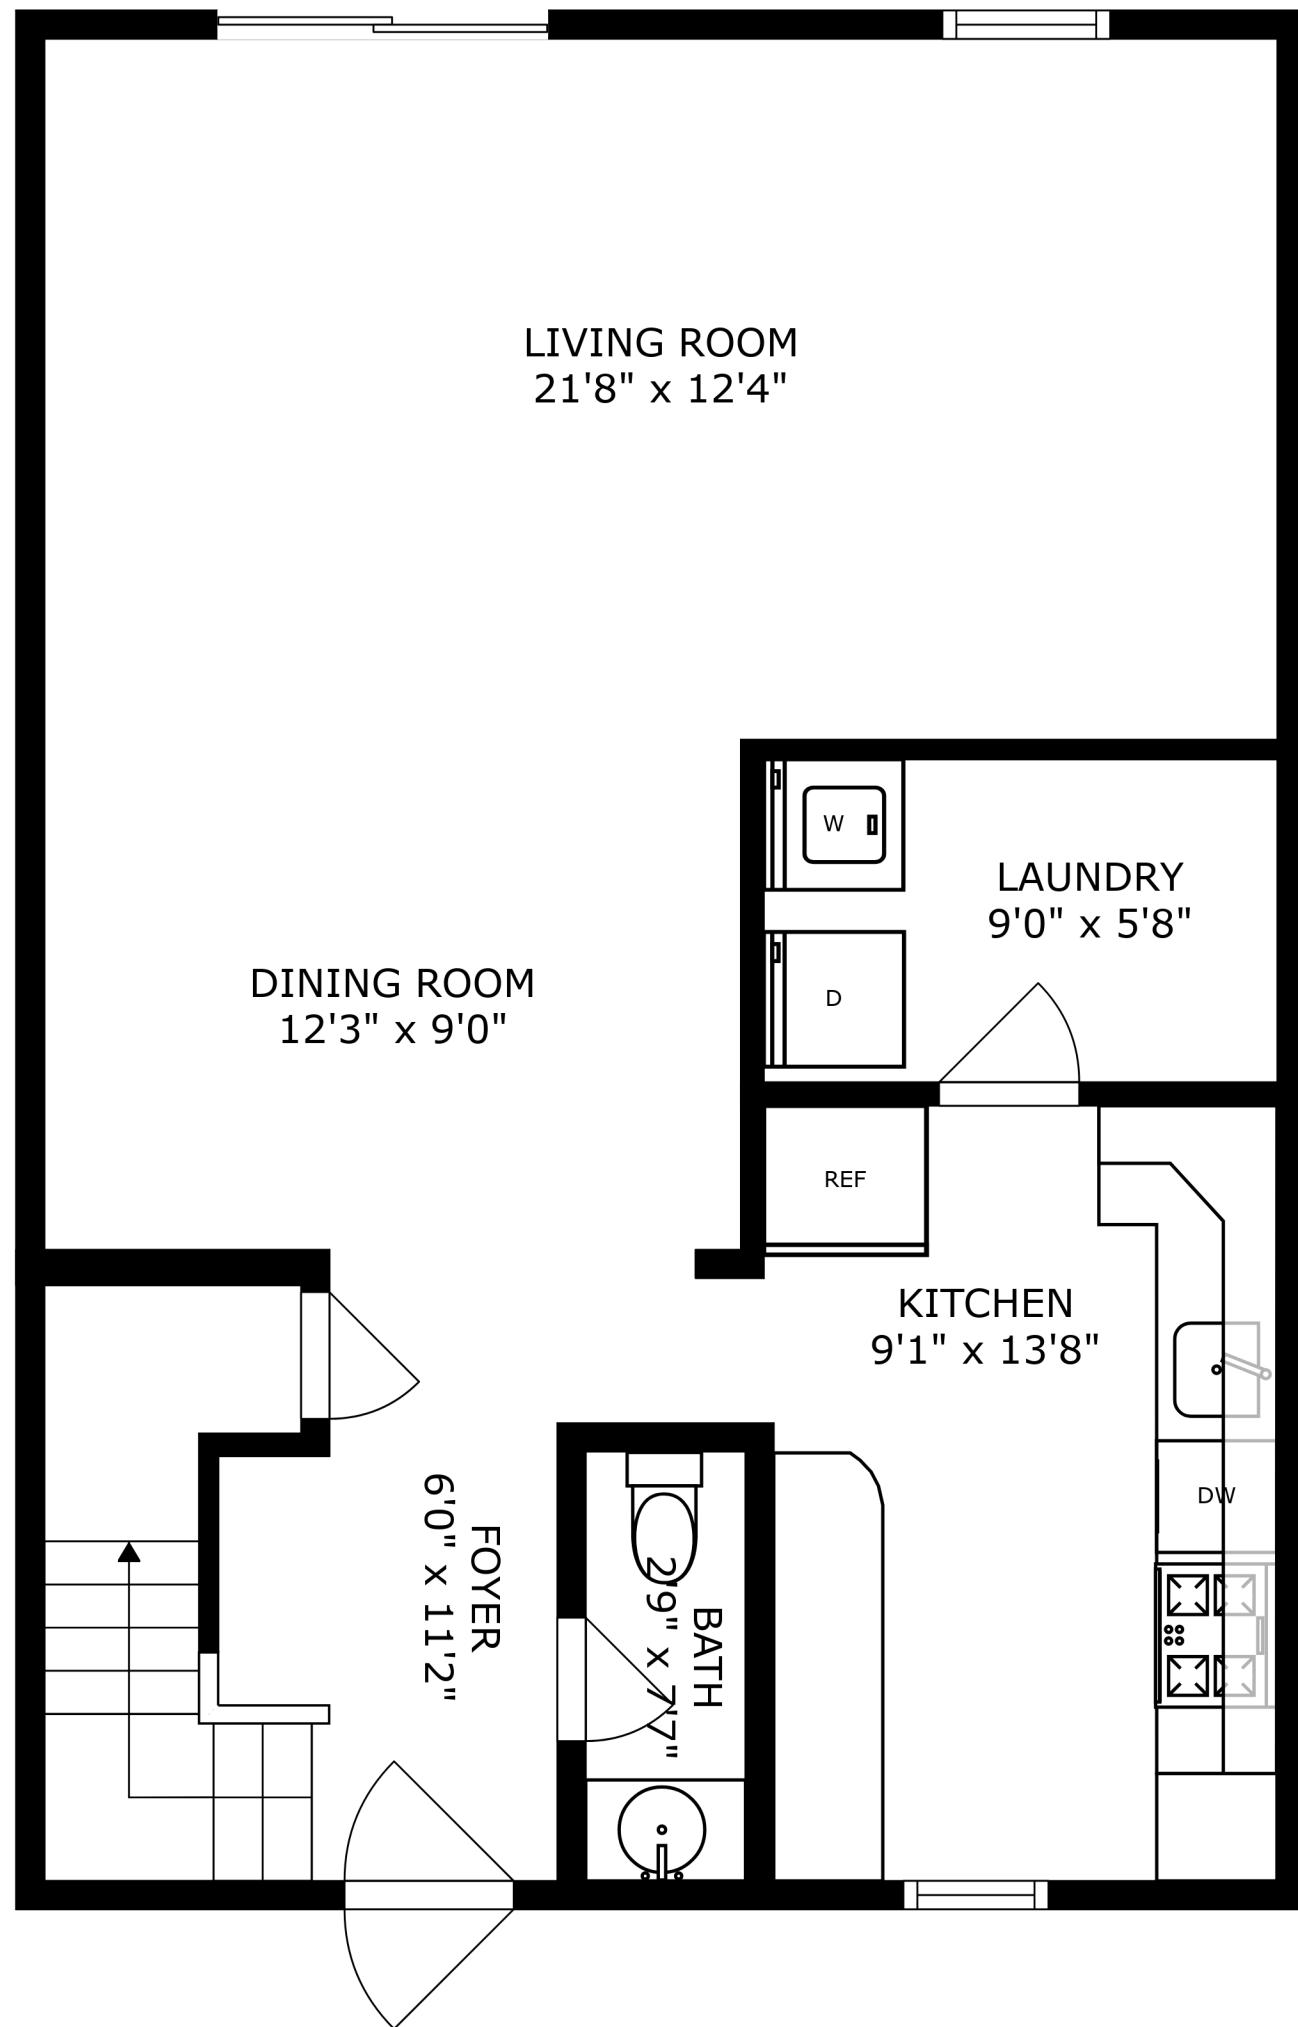 LIVING ROOM
21'8" x 12'4"
W
LAUNDRY
9'0" x 5'8"
DINING ROOM
12'3" x 9'0"
D
REF
KITCHEN
9'1" x 13'8"
FOYER
6'0" x 11'2"
DW
BATH
2'9" x 7'7"